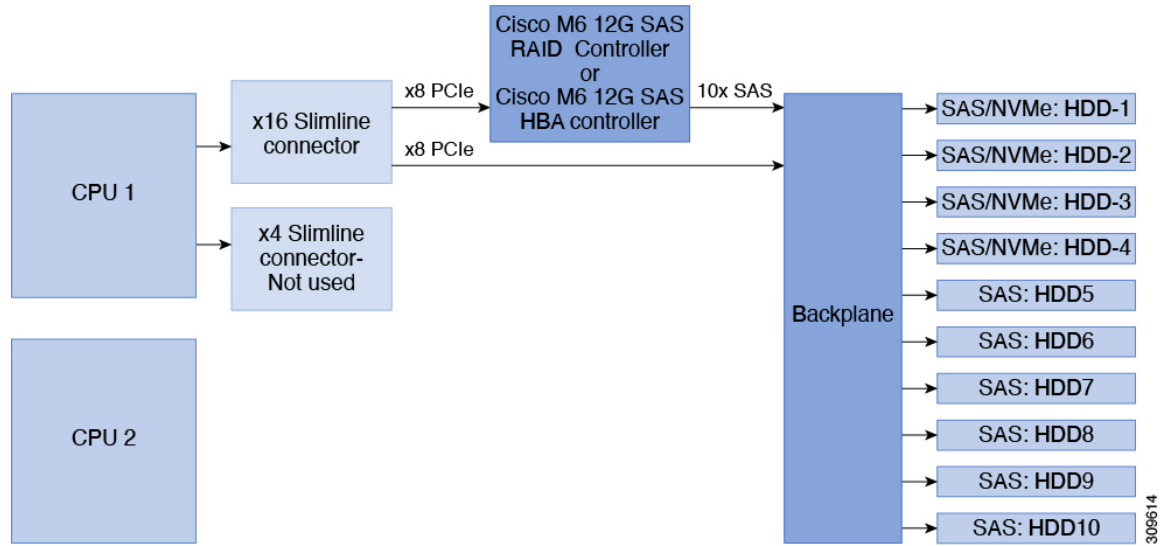 CPU 1
CPU 2
x16 Slimline
connector
x4 Slimline
connector-
Not used
x8 PCIe
x8 PCIe
Cisco M6 12G SAS
RAID Controller
or
Cisco M6 12G SAS
HBA controller
10x SAS
Backplane
SAS/NVMe: HDD-1
SAS/NVMe: HDD-2
SAS/NVMe: HDD-3
SAS/NVMe: HDD-4
SAS: HDD5
SAS: HDD6
SAS: HDD7
SAS: HDD8
SAS: HDD9
SAS: HDD10
309614